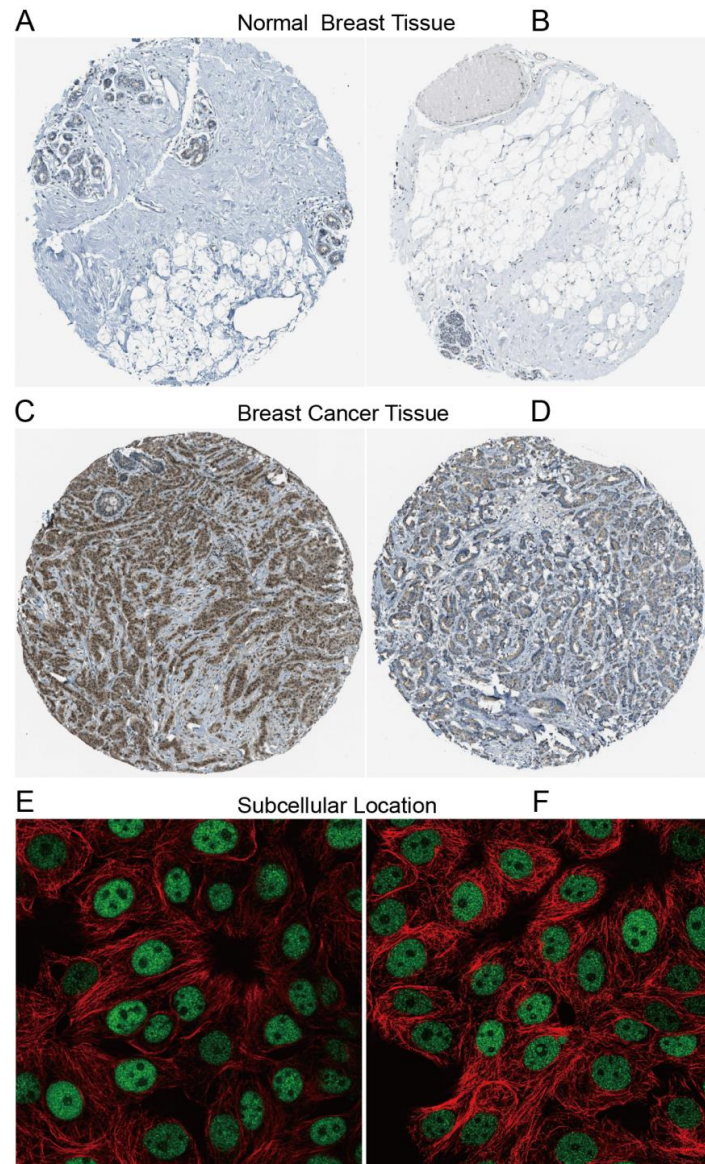 A Normal Breast Tissue B
C Breast Cancer Tissue D
E Subcellular Location F